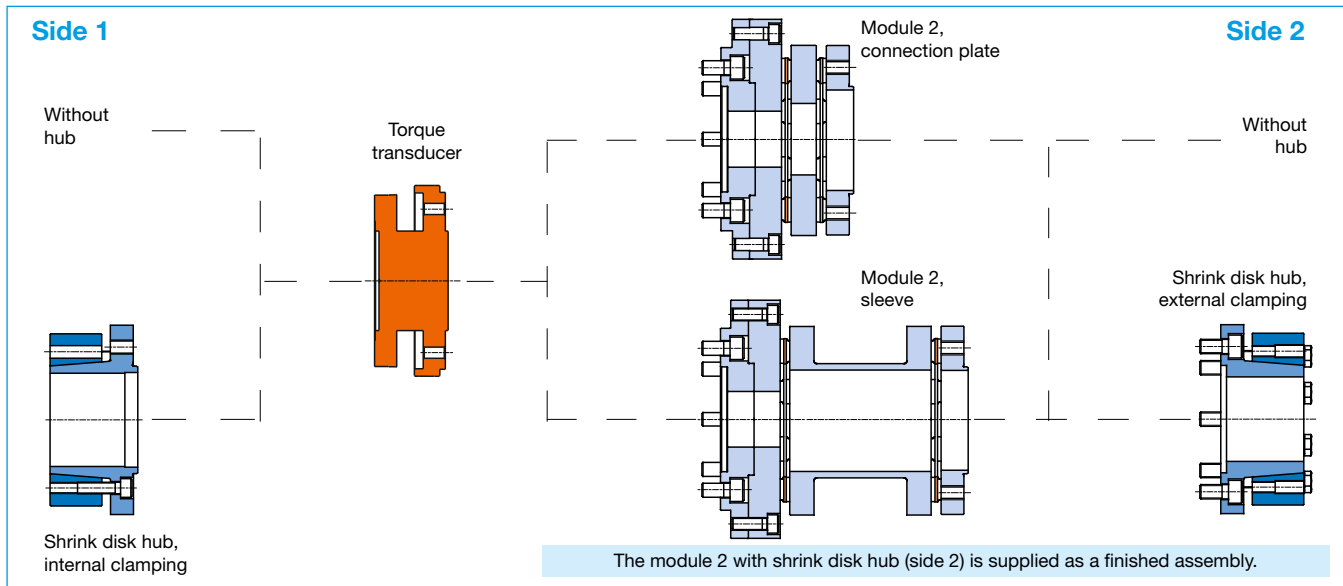 Side 1
Side 2
Module 2,
connection plate
Without
hub
Torque
transducer
Without
hub
Module 2,
sleeve
Shrink disk hub,
external clamping
Shrink disk hub,
internal clamping
The module 2 with shrink disk hub (side 2) is supplied as a finished assembly.